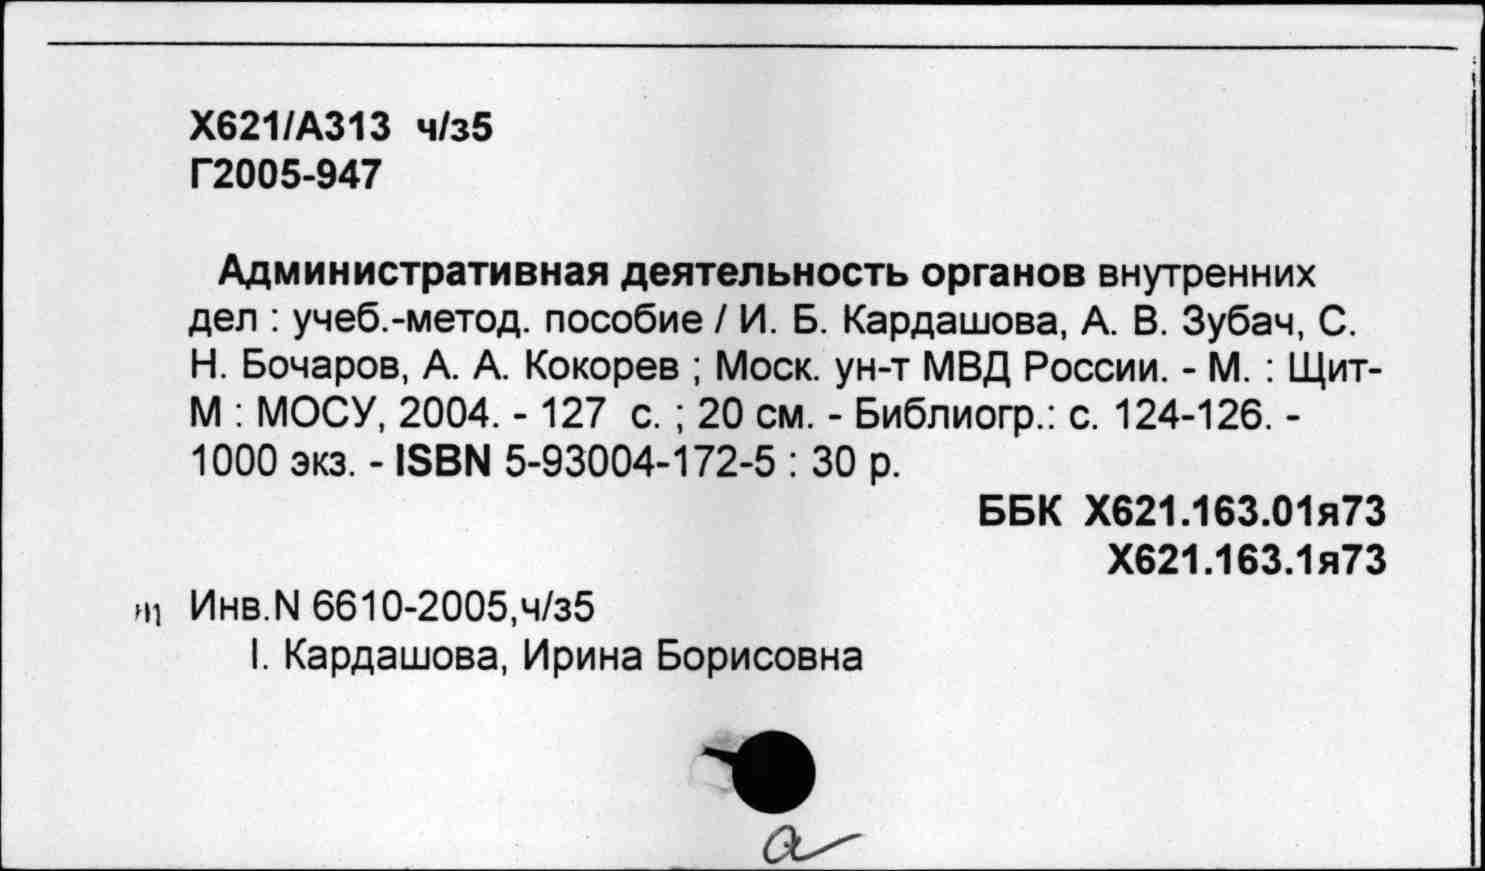 Х621/А313 ч/з5
Г2005-947
Административная деятельность органов внутренних
дел : учеб.-метод. пособие / И. Б. Кардашова, А. В. Зубач, С.
Н. Бочаров, А. А. Кокорев ; Моск. ун-т МВД России. - М. : Щит-
М : МОСУ, 2004. - 127 с. ; 20 см. - Библиогр.: с. 124-126. -
1000 экз. - ISBN 5-93004-172-5 : 30 р.
ББК Х621.163.01я73
Х621.163.1я73
Инв.N 6610-2005,ч/з5
I. Кардашова, Ирина Борисовна
а